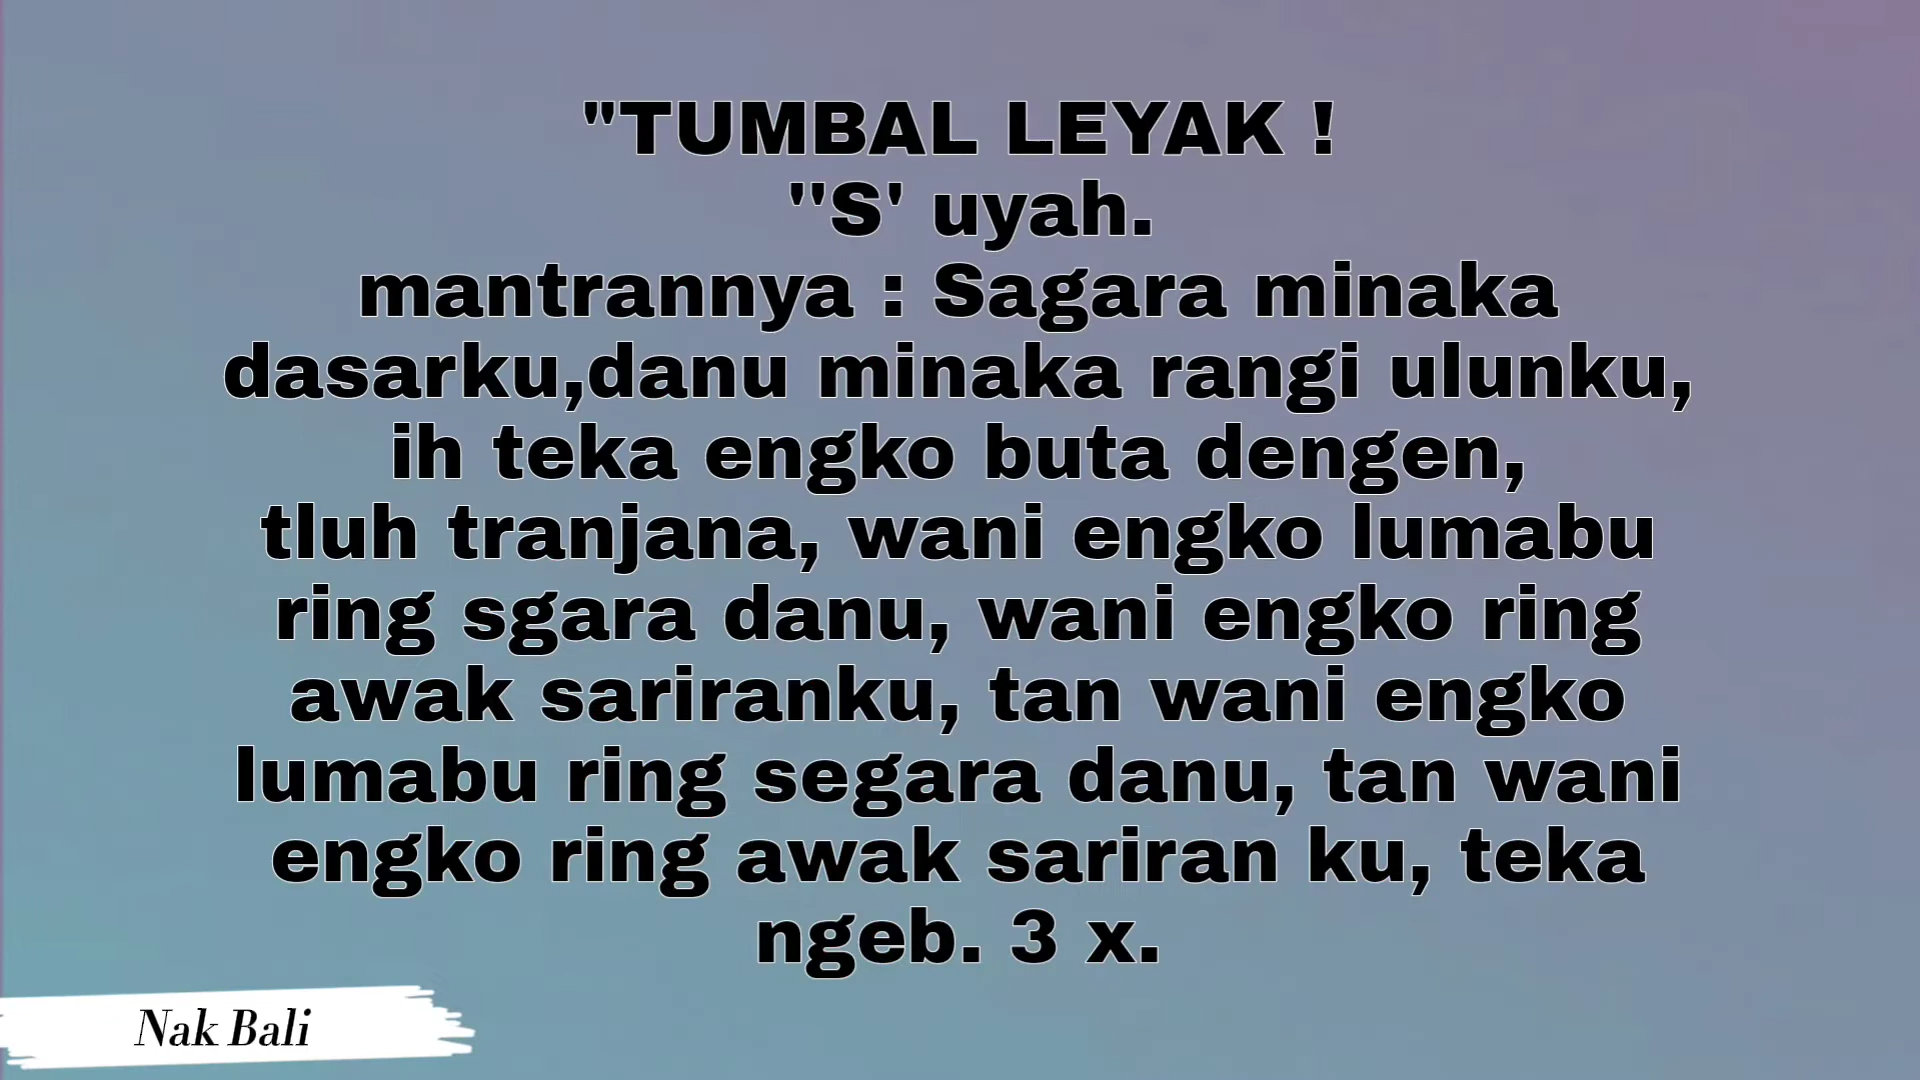 "TUMBAL LEYAK !
''S' uyah.
mantrannya : Sagara minaka
dasarku,danu minaka rangi ulunku,
ih teka engko buta dengen,
tluh tranjana, wani engko lumabu
ring sgara danu, wani engko ring
awak sariranku, tan wani engko
lumabu ring segara danu, tan wani
engko ring awak sariran ku, teka
ngeb. 3 x.
Nak Bali